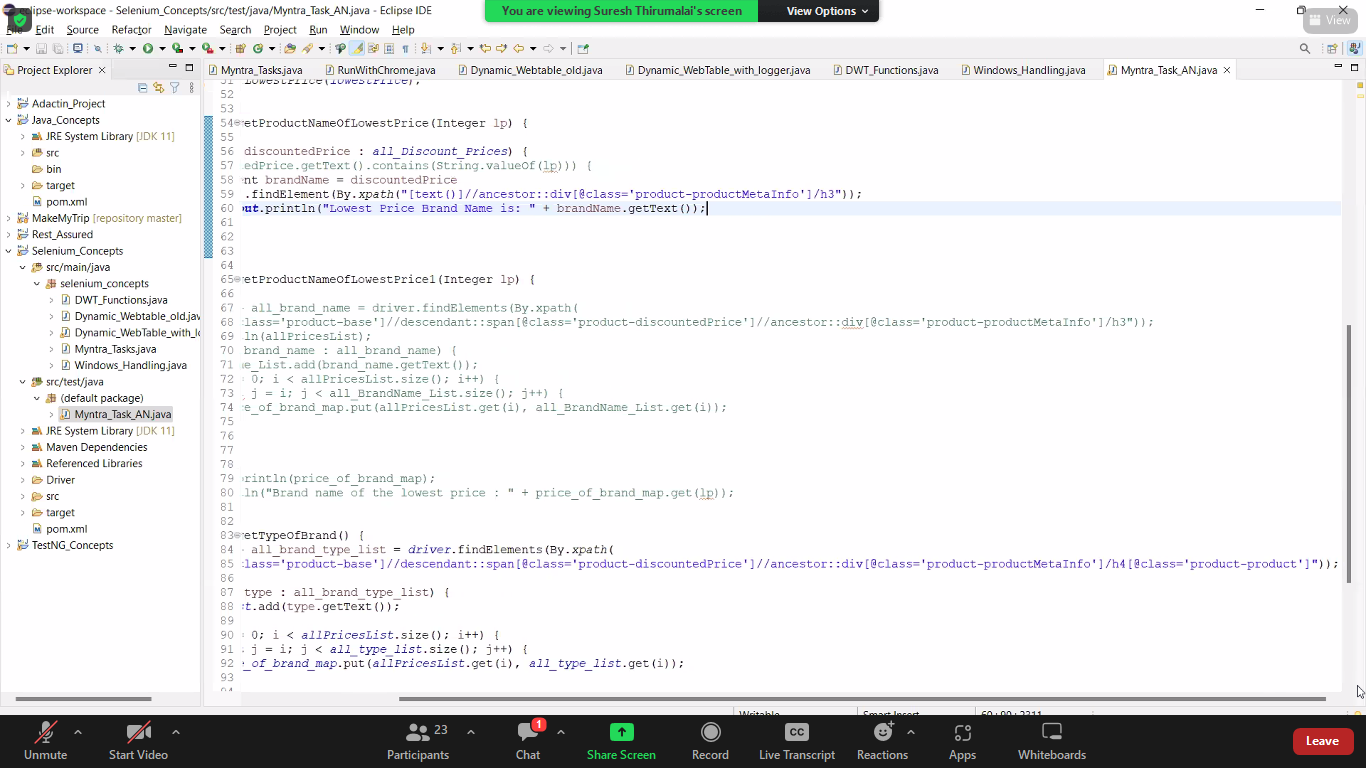 eclipse-workspace - Selenium_Concepts/src/test/java/Myntra_Task_AN.java - Eclipse IDE
You are viewing Suresh Thirumalai's screen
View Options
View
File Edit Source Refactor Navigate Search Project Run Window Help
Project Explorer
Myntra_Tasks.java
RunWithChrome.java
Dynamic_Webtable_old.java
Dynamic_WebTable_with_logger.java
DWT_Functions.java
Windows_Handling.java
Myntra_Task_AN.java
Adactin_Project
Java_Concepts
JRE System Library [JDK 11]
src
bin
target
pom.xml
MakeMyTrip [repository master]
Rest_Assured
Selenium_Concepts
src/main/java
selenium_concepts
DWT_Functions.java
Dynamic_Webtable_old.jav
Dynamic_WebTable_with_lo
Myntra_Tasks.java
Windows_Handling.java
src/test/java
(default package)
Myntra_Task_AN.java
JRE System Library [JDK 11]
Maven Dependencies
Referenced Libraries
Driver
src
target
pom.xml
TestNG_Concepts
51 LowestPrice(lowestPrice);
52
53
54 etProductNameOfLowestPrice(Integer lp) {
55
56 discountedPrice : all_Discount_Prices) {
57 edPrice.getText().contains(String.valueOf(lp))) {
58 nt brandName = discountedPrice
59 .findElement(By.xpath("[text()]//ancestor::div[@class='product-productMetaInfo']/h3"));
60 ut.println("Lowest Price Brand Name is: " + brandName.getText());
61
62
63
64
65 etProductNameOfLowestPrice1(Integer lp) {
66
67 all_brand_name = driver.findElements(By.xpath(
68 lass='product-base']//descendant::span[@class='product-discountedPrice']//ancestor::div[@class='product-productMetaInfo']/h3"));
69 ln(allPricesList);
70 brand_name : all_brand_name) {
71 me_List.add(brand_name.getText());
72 0; i < allPricesList.size(); i++) {
73 j = i; j < all_BrandName_List.size(); j++) {
74 e_of_brand_map.put(allPricesList.get(i), all_BrandName_List.get(i));
75
76
77
78
79 rintln(price_of_brand_map);
80 ln("Brand name of the lowest price : " + price_of_brand_map.get(lp));
81
82
83 etTypeOfBrand() {
84 all_brand_type_list = driver.findElements(By.xpath(
85 lass='product-base']//descendant::span[@class='product-discountedPrice']//ancestor::div[@class='product-productMetaInfo']/h4[@class='product-product']"));
86
87 type : all_brand_type_list) {
88 t.add(type.getText());
89
90 0; i < allPricesList.size(); i++) {
91 j = i; j < all_type_list.size(); j++) {
92 _of_brand_map.put(allPricesList.get(i), all_type_list.get(i));
93
94
Writable
Smart Insert
60 : 99 : 2311
Unmute
Start Video
Participants
23
Chat
1
Share Screen
Record
CC
Live Transcript
Reactions
Apps
Whiteboards
Leave